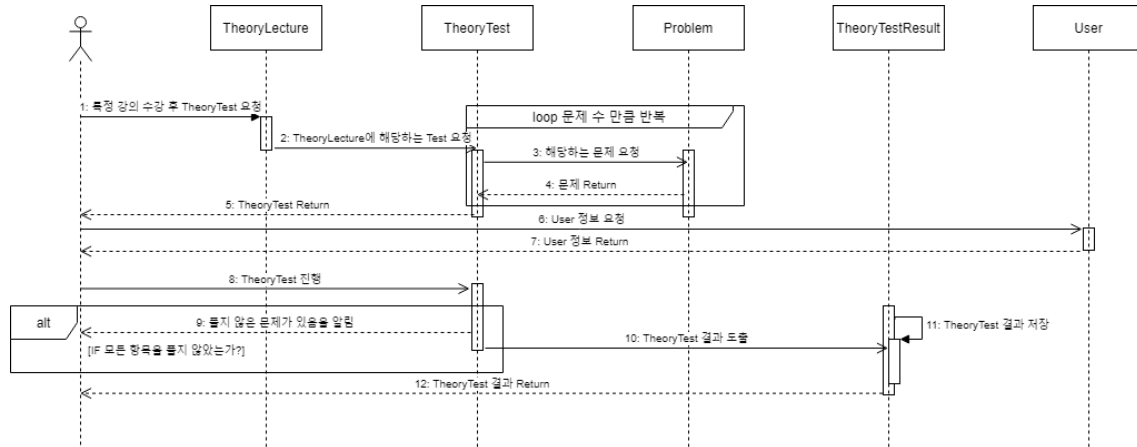 TheoryLecture
TheoryTest
Problem
TheoryTestResult
User
1: 특정 강의 수강 후 TheoryTest 요청
loop 문제 수 만큼 반복
2: TheoryLecture에 해당하는 Test 요청
3: 해당하는 문제 요청
4: 문제 Return
5: TheoryTest Return
6: User 정보 요청
7: User 정보 Return
8: TheoryTest 진행
alt
9: 풀지 않은 문제가 있음을 알림
11: TheoryTest 결과 저장
10: TheoryTest 결과 도출
[IF 모든 항목을 풀지 않았는가?]
12: TheoryTest 결과 Return